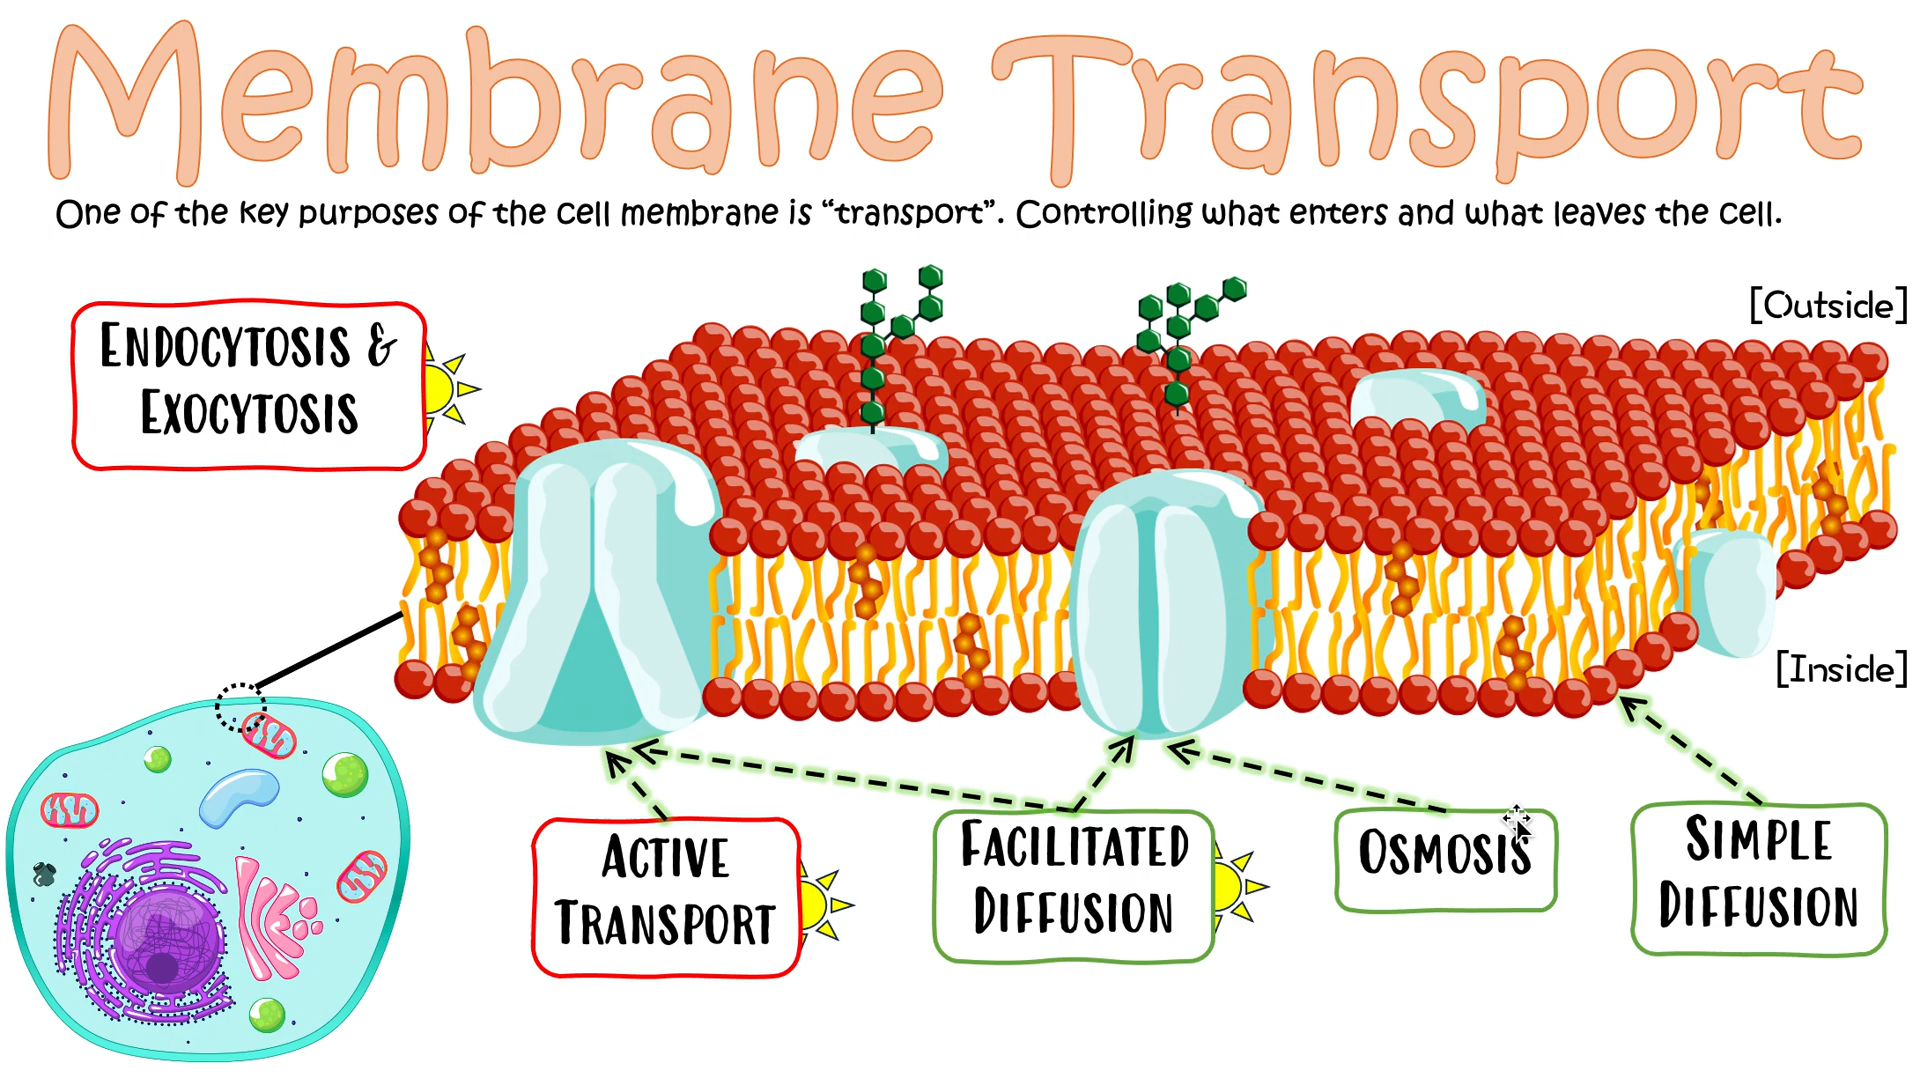 Membrane Transport
One of the key purposes of the cell membrane is “transport”. Controlling what enters and what leaves the cell.
[Outside]
ENDOCYTOSIS &
EXOCYTOSIS
[Inside]
ACTIVE
TRANSPORT
FACILITATED
DIFFUSION
OSMOSIS
SIMPLE
DIFFUSION